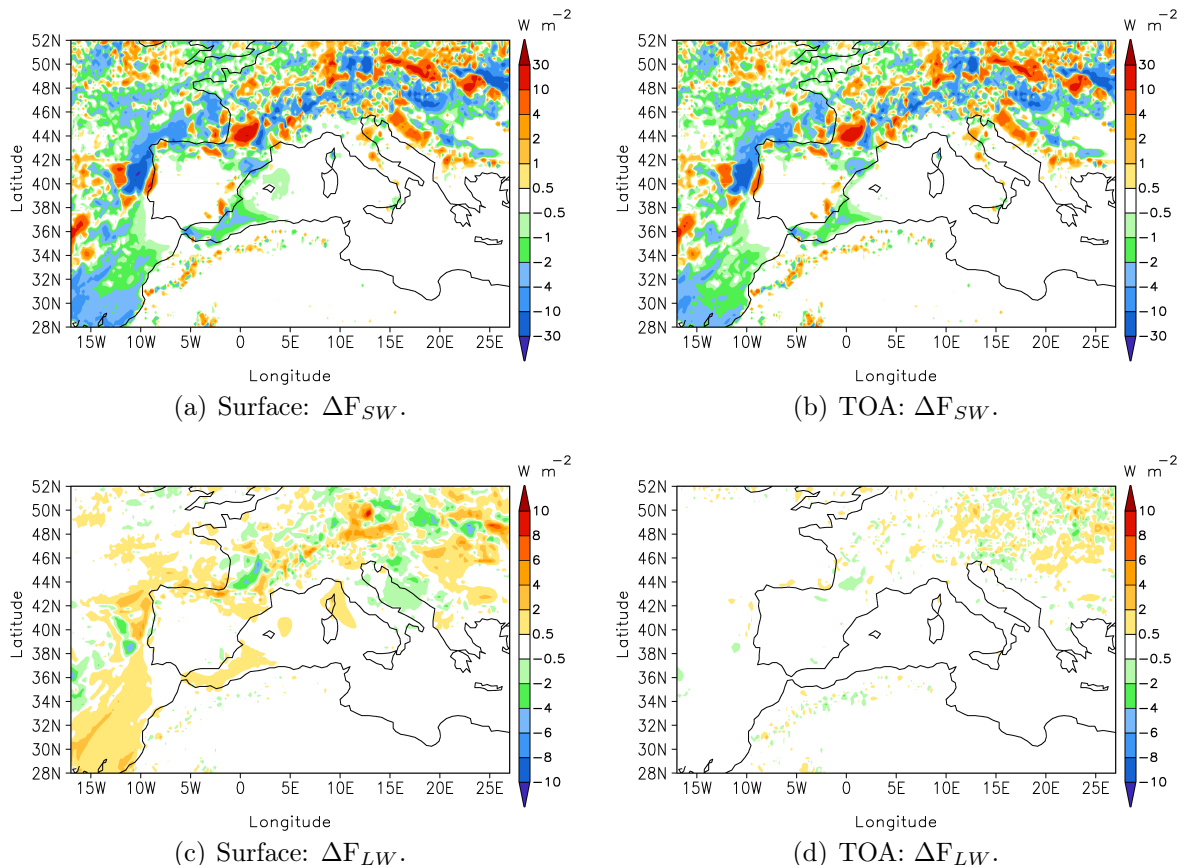 W m⁻²
52N
50N
48N
46N
44N
42N
40N
38N
36N
34N
32N
30N
28N
Latitude
15W 10W 5W 0 5E 10E 15E 20E 25E
Longitude
30
10
4
2
1
0.5
−0.5
−1
−2
−4
−10
−30
(a) Surface: ΔF_SW.
W m⁻²
52N
50N
48N
46N
44N
42N
40N
38N
36N
34N
32N
30N
28N
Latitude
15W 10W 5W 0 5E 10E 15E 20E 25E
Longitude
30
10
4
2
1
0.5
−0.5
−1
−2
−4
−10
−30
(b) TOA: ΔF_SW.
W m⁻²
52N
50N
48N
46N
44N
42N
40N
38N
36N
34N
32N
30N
28N
Latitude
15W 10W 5W 0 5E 10E 15E 20E 25E
Longitude
10
8
6
4
2
0.5
−0.5
−2
−4
−6
−8
−10
(c) Surface: ΔF_LW.
W m⁻²
52N
50N
48N
46N
44N
42N
40N
38N
36N
34N
32N
30N
28N
Latitude
15W 10W 5W 0 5E 10E 15E 20E 25E
Longitude
10
8
6
4
2
0.5
−0.5
−2
−4
−6
−8
−10
(d) TOA: ΔF_LW.